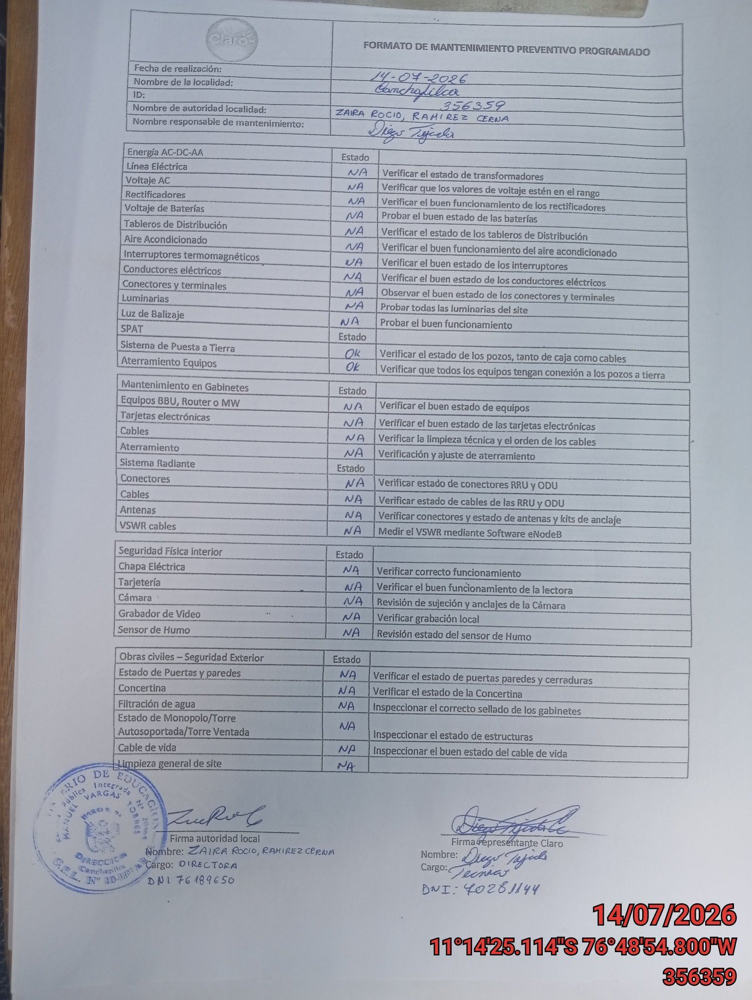 Claro
FORMATO DE MANTENIMIENTO PREVENTIVO PROGRAMADO
Fecha de realización: 14-07-2026
Nombre de la localidad: Canchapilca
ID: 356359
Nombre de autoridad localidad: ZAIRA ROCIO, RAMIREZ CERNA
Nombre responsable de mantenimiento: Diego Tejada
Energía AC-DC-AA Estado
Línea Eléctrica NA Verificar el estado de transformadores
Voltaje AC NA Verificar que los valores de voltaje estén en el rango
Rectificadores NA Verificar el buen funcionamiento de los rectificadores
Voltaje de Baterías NA Probar el buen estado de las baterías
Tableros de Distribución NA Verificar el estado de los tableros de Distribución
Aire Acondicionado NA Verificar el buen funcionamiento del aire acondicionado
Interruptores termomagnéticos NA Verificar el buen estado de los interruptores
Conductores eléctricos NA Verificar el buen estado de los conductores eléctricos
Conectores y terminales NA Observar el buen estado de los conectores y terminales
Luminarias NA Probar todas las luminarias del site
Luz de Balizaje NA Probar el buen funcionamiento
SPAT Estado
Sistema de Puesta a Tierra OK Verificar el estado de los pozos, tanto de caja como cables
Aterramiento Equipos OK Verificar que todos los equipos tengan conexión a los pozos a tierra
Mantenimiento en Gabinetes Estado
Equipos BBU, Router o MW NA Verificar el buen estado de equipos
Tarjetas electrónicas NA Verificar el buen estado de las tarjetas electrónicas
Cables NA Verificar la limpieza técnica y el orden de los cables
Aterramiento NA Verificación y ajuste de aterramiento
Sistema Radiante Estado
Conectores NA Verificar estado de conectores RRU y ODU
Cables NA Verificar estado de cables de las RRU y ODU
Antenas NA Verificar conectores y estado de antenas y kits de anclaje
VSWR cables NA Medir el VSWR mediante Software eNodeB
Seguridad Física interior Estado
Chapa Eléctrica NA Verificar correcto funcionamiento
Tarjetería NA Verificar el buen funcionamiento de la lectora
Cámara NA Revisión de sujeción y anclajes de la Cámara
Grabador de Video NA Verificar grabación local
Sensor de Humo NA Revisión estado del sensor de Humo
Obras civiles – Seguridad Exterior Estado
Estado de Puertas y paredes NA Verificar el estado de puertas paredes y cerraduras
Concertina NA Verificar el estado de la Concertina
Filtración de agua NA Inspeccionar el correcto sellado de los gabinetes
Estado de Monopolo/Torre
Autosoportada/Torre Ventada NA Inspeccionar el estado de estructuras
Cable de vida NA Inspeccionar el buen estado del cable de vida
Limpieza general de site NA
DE EDUCACION
Pública Integrada N°
MANUEL VARGAS TORRES
DIRECCION
Canchapilca
Firma autoridad local
Nombre: ZAIRA ROCIO, RAMIREZ CERNA
Cargo: DIRECTORA
DNI 76189650
Firma representante Claro
Nombre: Diego Tejada
Cargo: Tecnico
DNI: 70281144
14/07/2026
11°14'25.114"S 76°48'54.800"W
356359